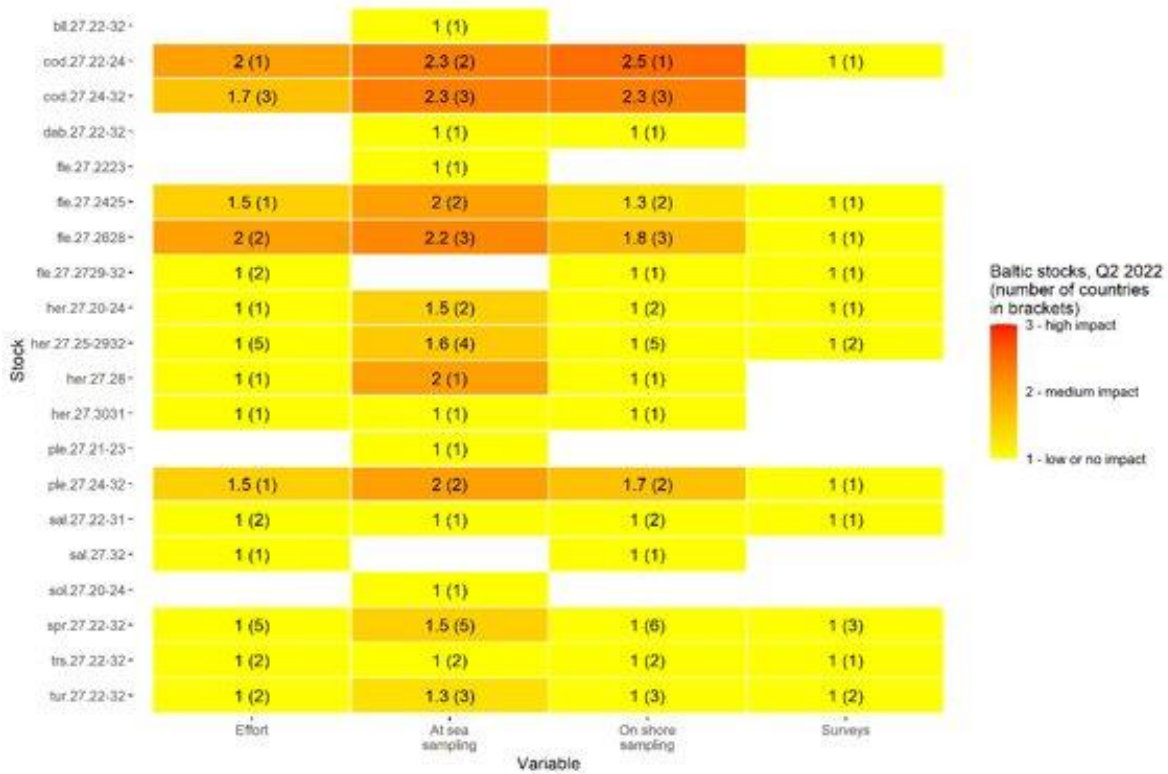 bll.27.22-32
1 (1)
cod.27.22-24
2 (1)
2.3 (2)
2.5 (1)
1 (1)
cod.27.24-32
1.7 (3)
2.3 (3)
2.3 (3)
dab.27.22-32
1 (1)
1 (1)
fle.27.2223
1 (1)
fle.27.2425
1.5 (1)
2 (2)
1.3 (2)
1 (1)
fle.27.2628
2 (2)
2.2 (3)
1.8 (3)
1 (1)
fle.27.2729-32
1 (2)
1 (1)
1 (1)
her.27.20-24
1 (1)
1.5 (2)
1 (2)
1 (1)
her.27.25-2932
1 (5)
1.6 (4)
1 (5)
1 (2)
her.27.28
1 (1)
2 (1)
1 (1)
her.27.3031
1 (1)
1 (1)
1 (1)
ple.27.21-23
1 (1)
ple.27.24-32
1.5 (1)
2 (2)
1.7 (2)
1 (1)
sal.27.22-31
1 (2)
1 (1)
1 (2)
1 (1)
sal.27.32
1 (1)
1 (1)
sol.27.20-24
1 (1)
spr.27.22-32
1 (5)
1.5 (5)
1 (6)
1 (3)
trs.27.22-32
1 (2)
1 (2)
1 (2)
1 (1)
tur.27.22-32
1 (2)
1.3 (3)
1 (3)
1 (2)
Stock
Effort
At sea
sampling
On shore
sampling
Surveys
Variable
Baltic stocks, Q2 2022
(number of countries
in brackets)
3 - high impact
2 - medium impact
1 - low or no impact